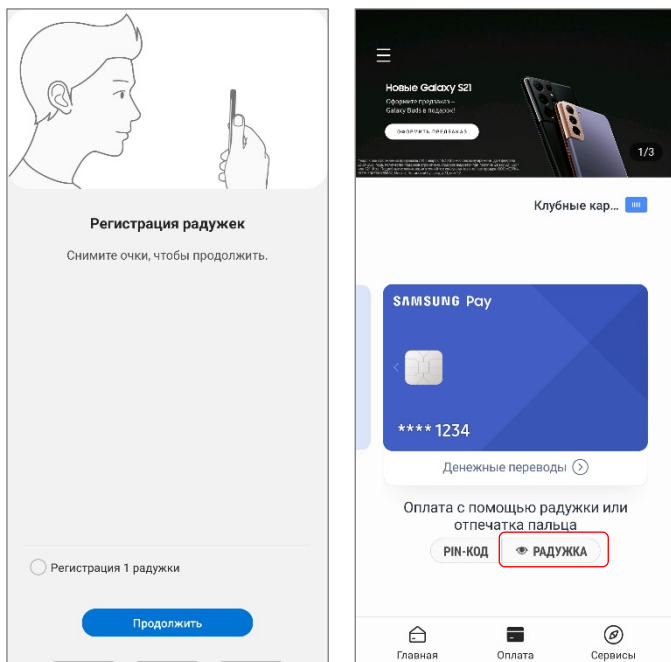 Регистрация радужек
Снимите очки, чтобы продолжить.
Регистрация 1 радужки
Продолжить
Новые Galaxy S21
Оформите предзаказ –
Galaxy Buds в подарок!
ОФОРМИТЬ ПРЕДЗАКАЗ
1/3
Клубные кар...
SAMSUNG Pay
**** 1234
Денежные переводы
Оплата с помощью радужки или
отпечатка пальца
PIN-КОД
РАДУЖКА
Главная
Оплата
Сервисы